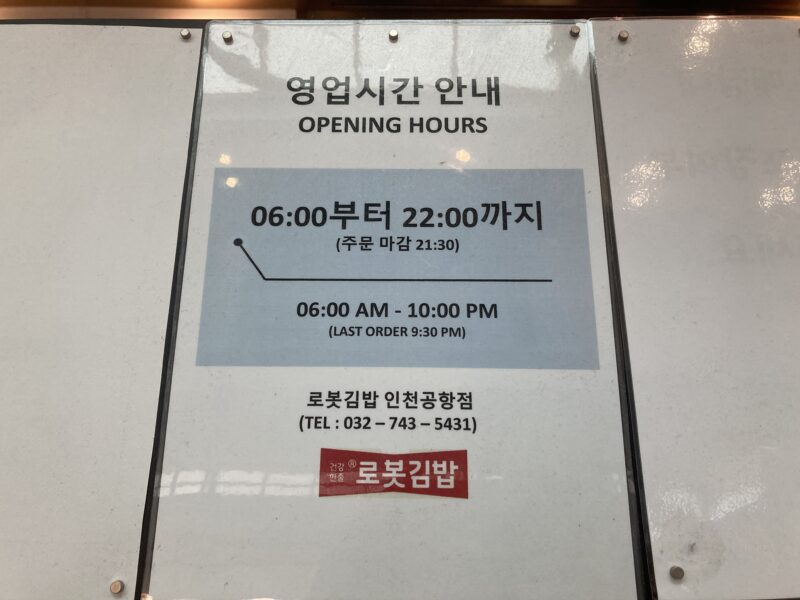 영업시간 안내
OPENING HOURS
06:00부터 22:00까지
(주문 마감 21:30)
06:00 AM - 10:00 PM
(LAST ORDER 9:30 PM)
로봇김밥 인천공항점
(TEL : 032 – 743 – 5431)
건강
한줄 ® 로봇김밥